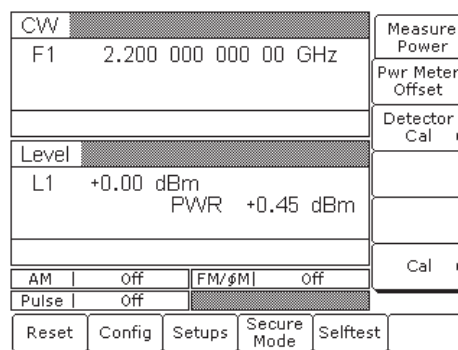 CW
F1 2.200 000 000 00 GHz
Level
L1 +0.00 dBm
PWR +0.45 dBm
AM Off FM/ϕM Off
Pulse Off
Measure
Power
Pwr Meter
Offset
Detector
Cal
Cal
Reset Config Setups Secure Mode Selftest